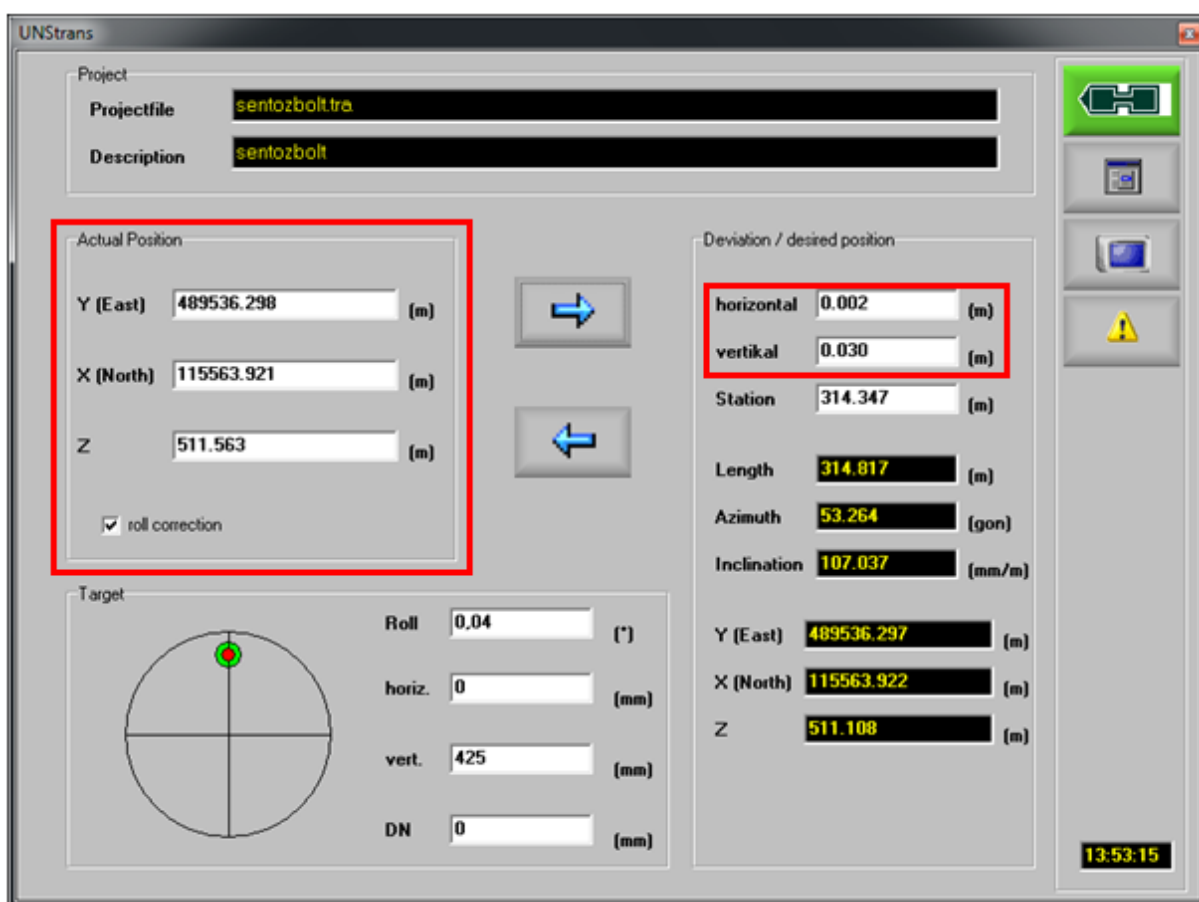 UNStrans
Project
Projectfile sentozbolt.tra
Description sentozbolt
Actual Position
Y (East) 489536.298 (m)
X (North) 115563.921 (m)
Z 511.563 (m)
roll correction
Deviation / desired position
horizontal 0.002 (m)
vertikal 0.030 (m)
Station 314.347 (m)
Length 314.817 (m)
Azimuth 53.264 (gon)
Inclination 107.037 (mm/m)
Y (East) 489536.297 (m)
X (North) 115563.922 (m)
Z 511.108 (m)
Target
Roll 0,04 (°)
horiz. 0 (mm)
vert. 425 (mm)
DN 0 (mm)
13:53:15